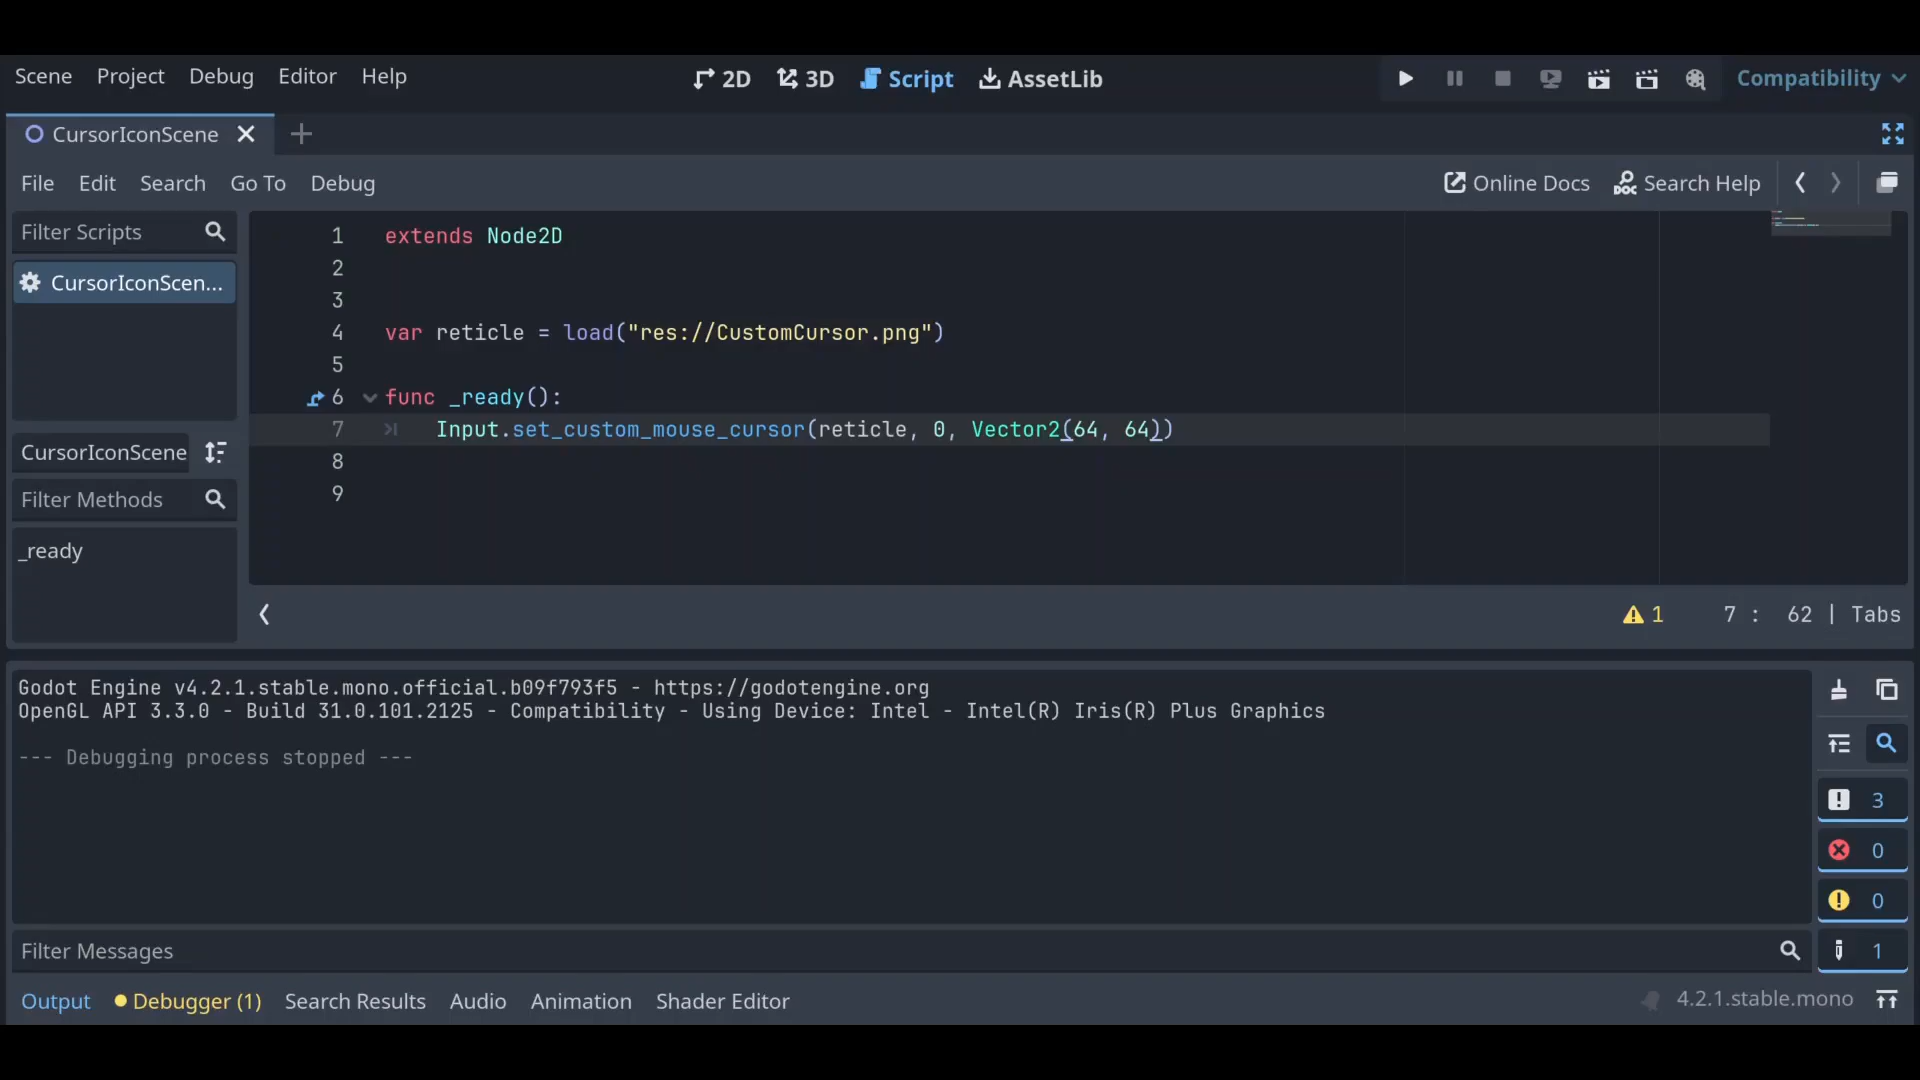 Scene Project Debug Editor Help 2D 3D Script AssetLib Compatibility
CursorIconScene
File Edit Search Go To Debug Online Docs Search Help
Filter Scripts
CursorIconScen...
CursorIconScene
Filter Methods
_ready
1 extends Node2D
2
3
4 var reticle = load("res://CustomCursor.png")
5
6 func _ready():
7 Input.set_custom_mouse_cursor(reticle, 0, Vector2(64, 64))
8
9
1 7 : 62 | Tabs
Godot Engine v4.2.1.stable.mono.official.b09f793f5 - https://godotengine.org
OpenGL API 3.3.0 - Build 31.0.101.2125 - Compatibility - Using Device: Intel - Intel(R) Iris(R) Plus Graphics
--- Debugging process stopped ---
3
0
0
1
Filter Messages
Output Debugger (1) Search Results Audio Animation Shader Editor 4.2.1.stable.mono